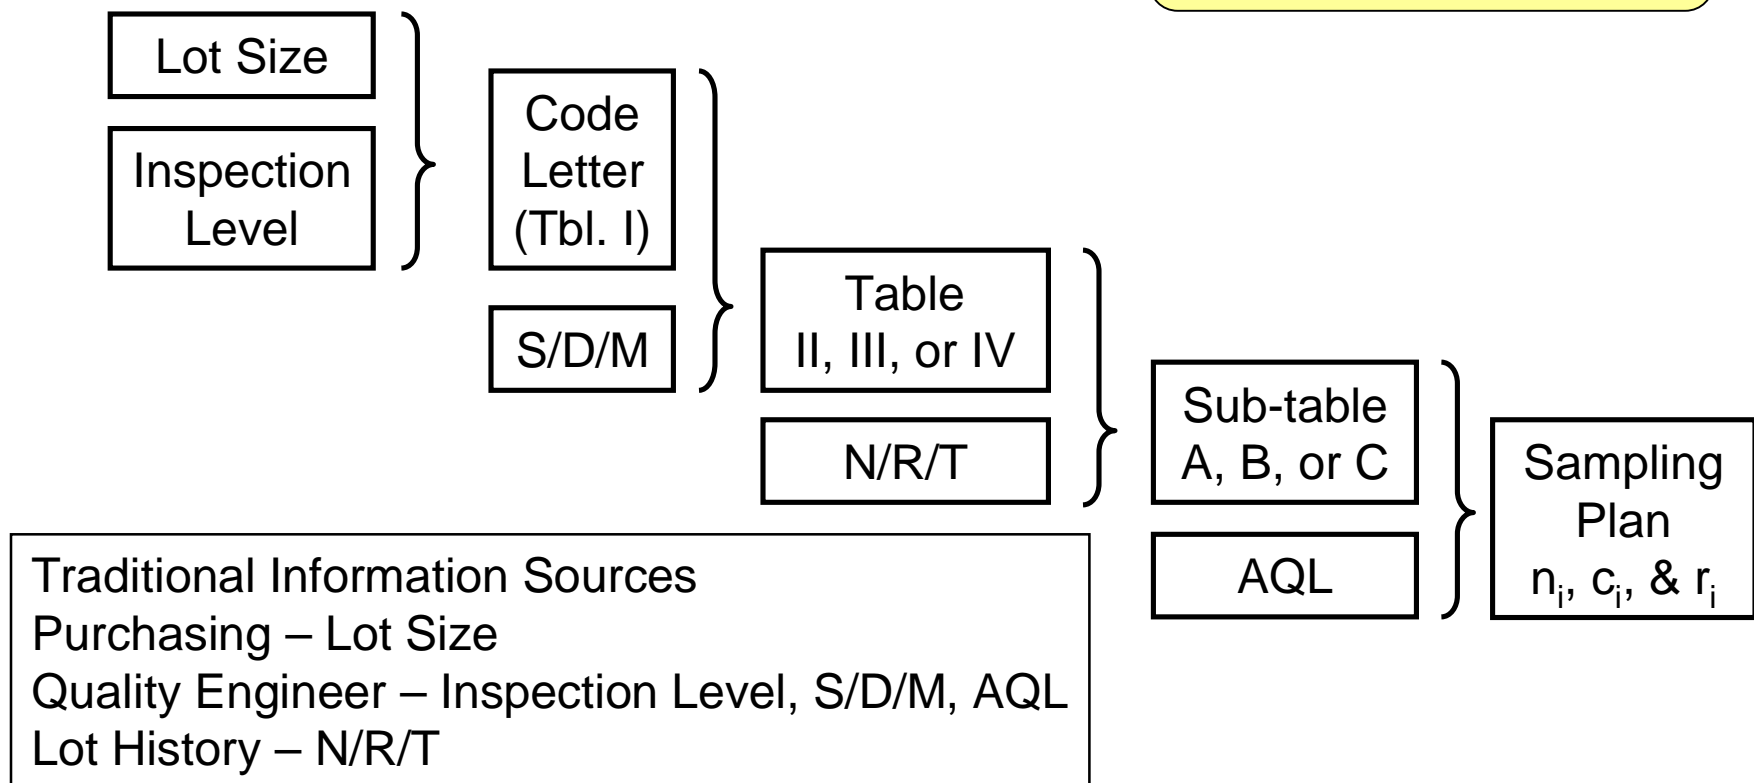 Lot Size
Inspection
Level
Code
Letter
(Tbl. I)
S/D/M
Table
II, III, or IV
N/R/T
Sub-table
A, B, or C
AQL
Sampling
Plan
nᵢ, cᵢ, & rᵢ
Traditional Information Sources
Purchasing – Lot Size
Quality Engineer – Inspection Level, S/D/M, AQL
Lot History – N/R/T